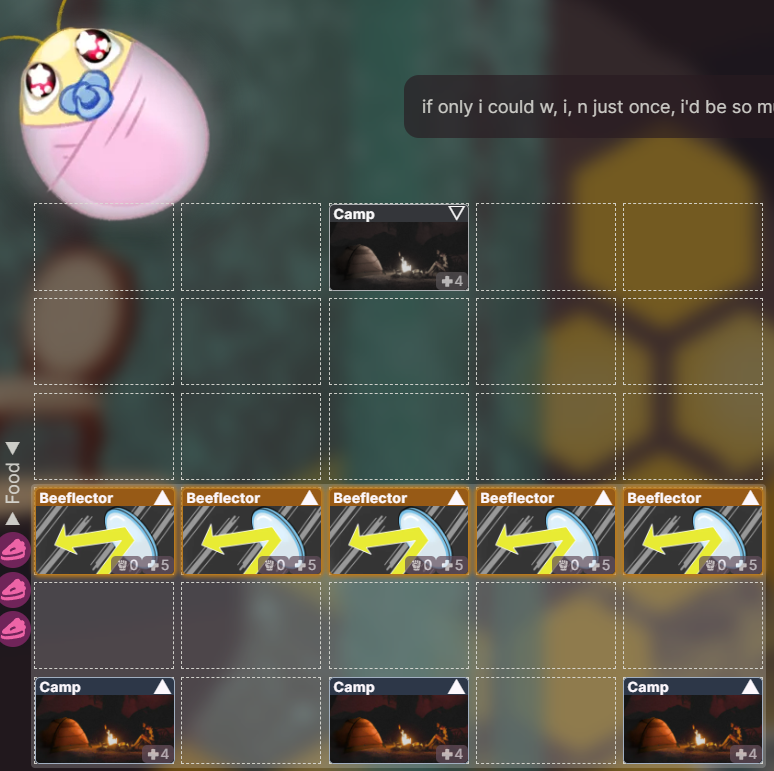 if only i could w, i, n just once, i'd be so
Camp
4
Food
Beeflector Beeflector Beeflector Beeflector Beeflector
0 5 0 5 0 5 0 5 0 5
Camp Camp Camp
4 4 4